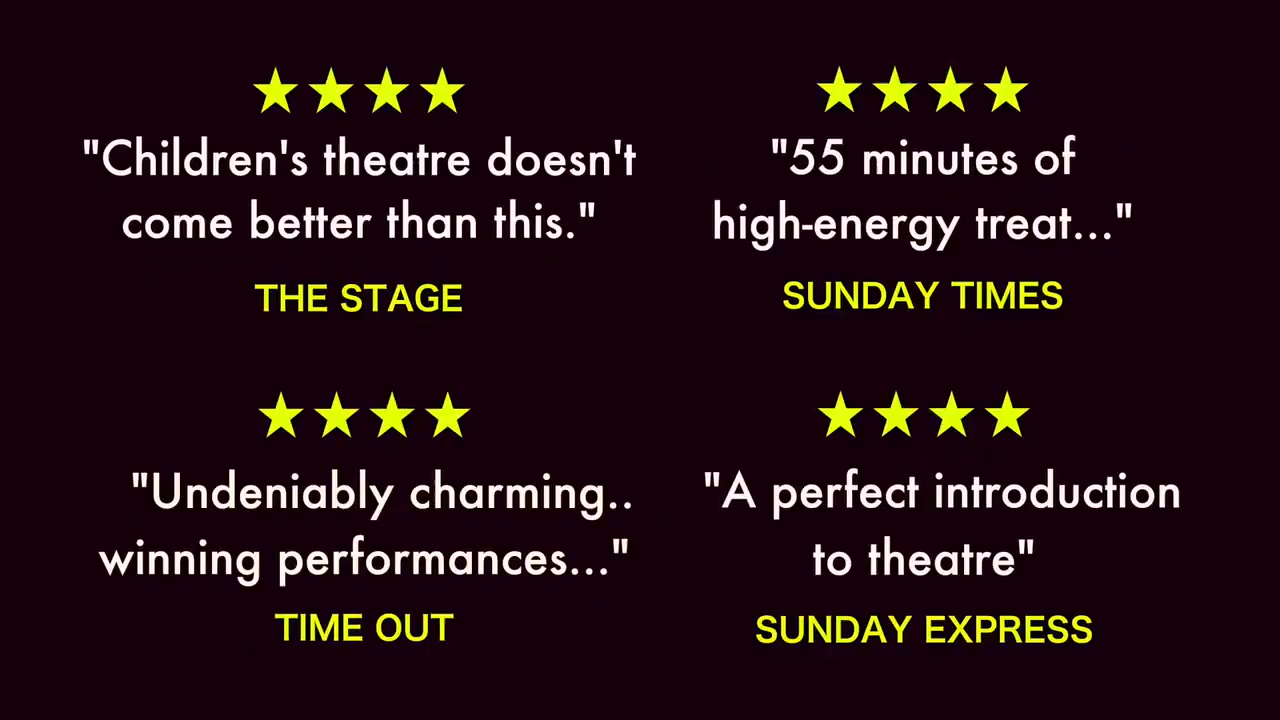 ★★★★
"Children's theatre doesn't
come better than this."
THE STAGE
★★★★
"55 minutes of
high-energy treat..."
SUNDAY TIMES
★★★★
"Undeniably charming..
winning performances..."
TIME OUT
★★★★
"A perfect introduction
to theatre"
SUNDAY EXPRESS